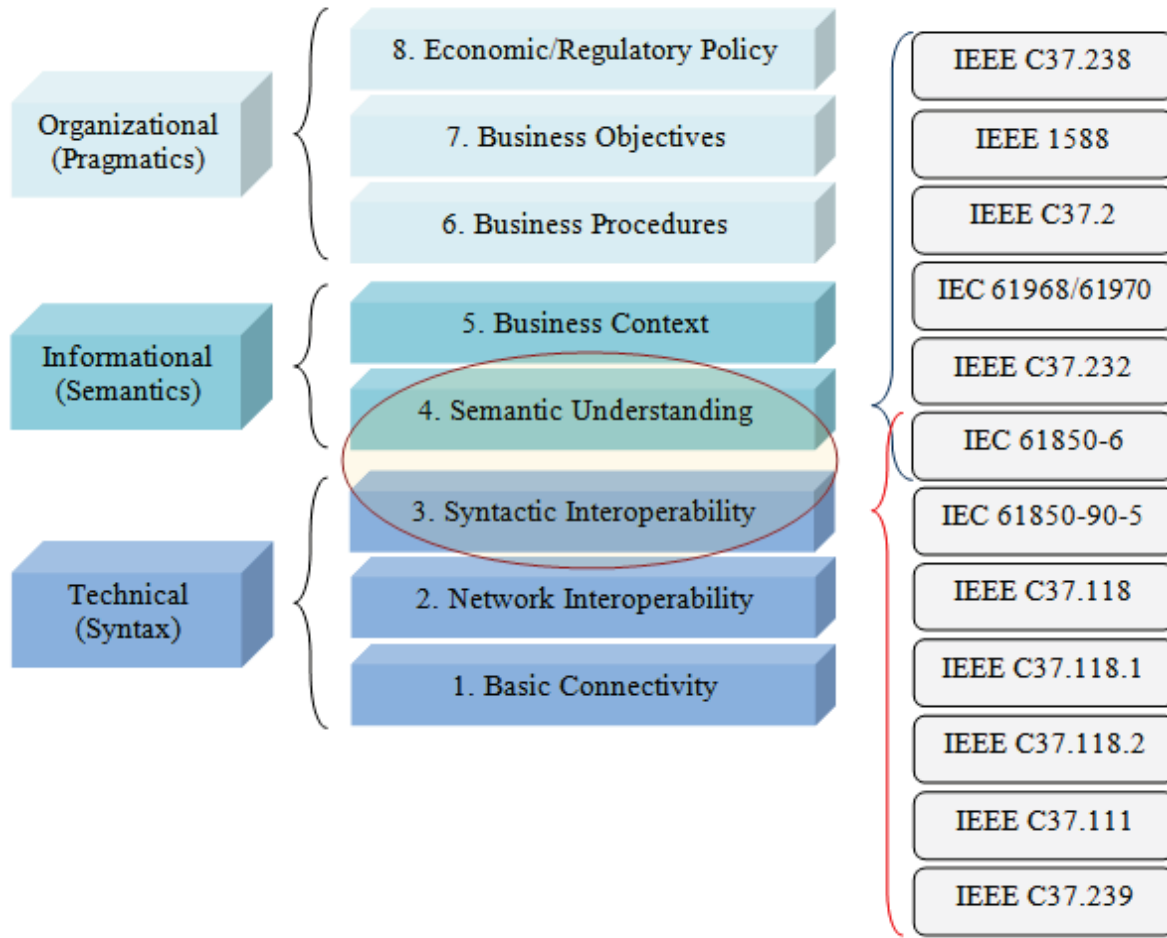 Organizational
(Pragmatics)
8. Economic/Regulatory Policy
7. Business Objectives
6. Business Procedures
Informational
(Semantics)
5. Business Context
4. Semantic Understanding
Technical
(Syntax)
3. Syntactic Interoperability
2. Network Interoperability
1. Basic Connectivity
IEEE C37.238
IEEE 1588
IEEE C37.2
IEC 61968/61970
IEEE C37.232
IEC 61850-6
IEC 61850-90-5
IEEE C37.118
IEEE C37.118.1
IEEE C37.118.2
IEEE C37.111
IEEE C37.239